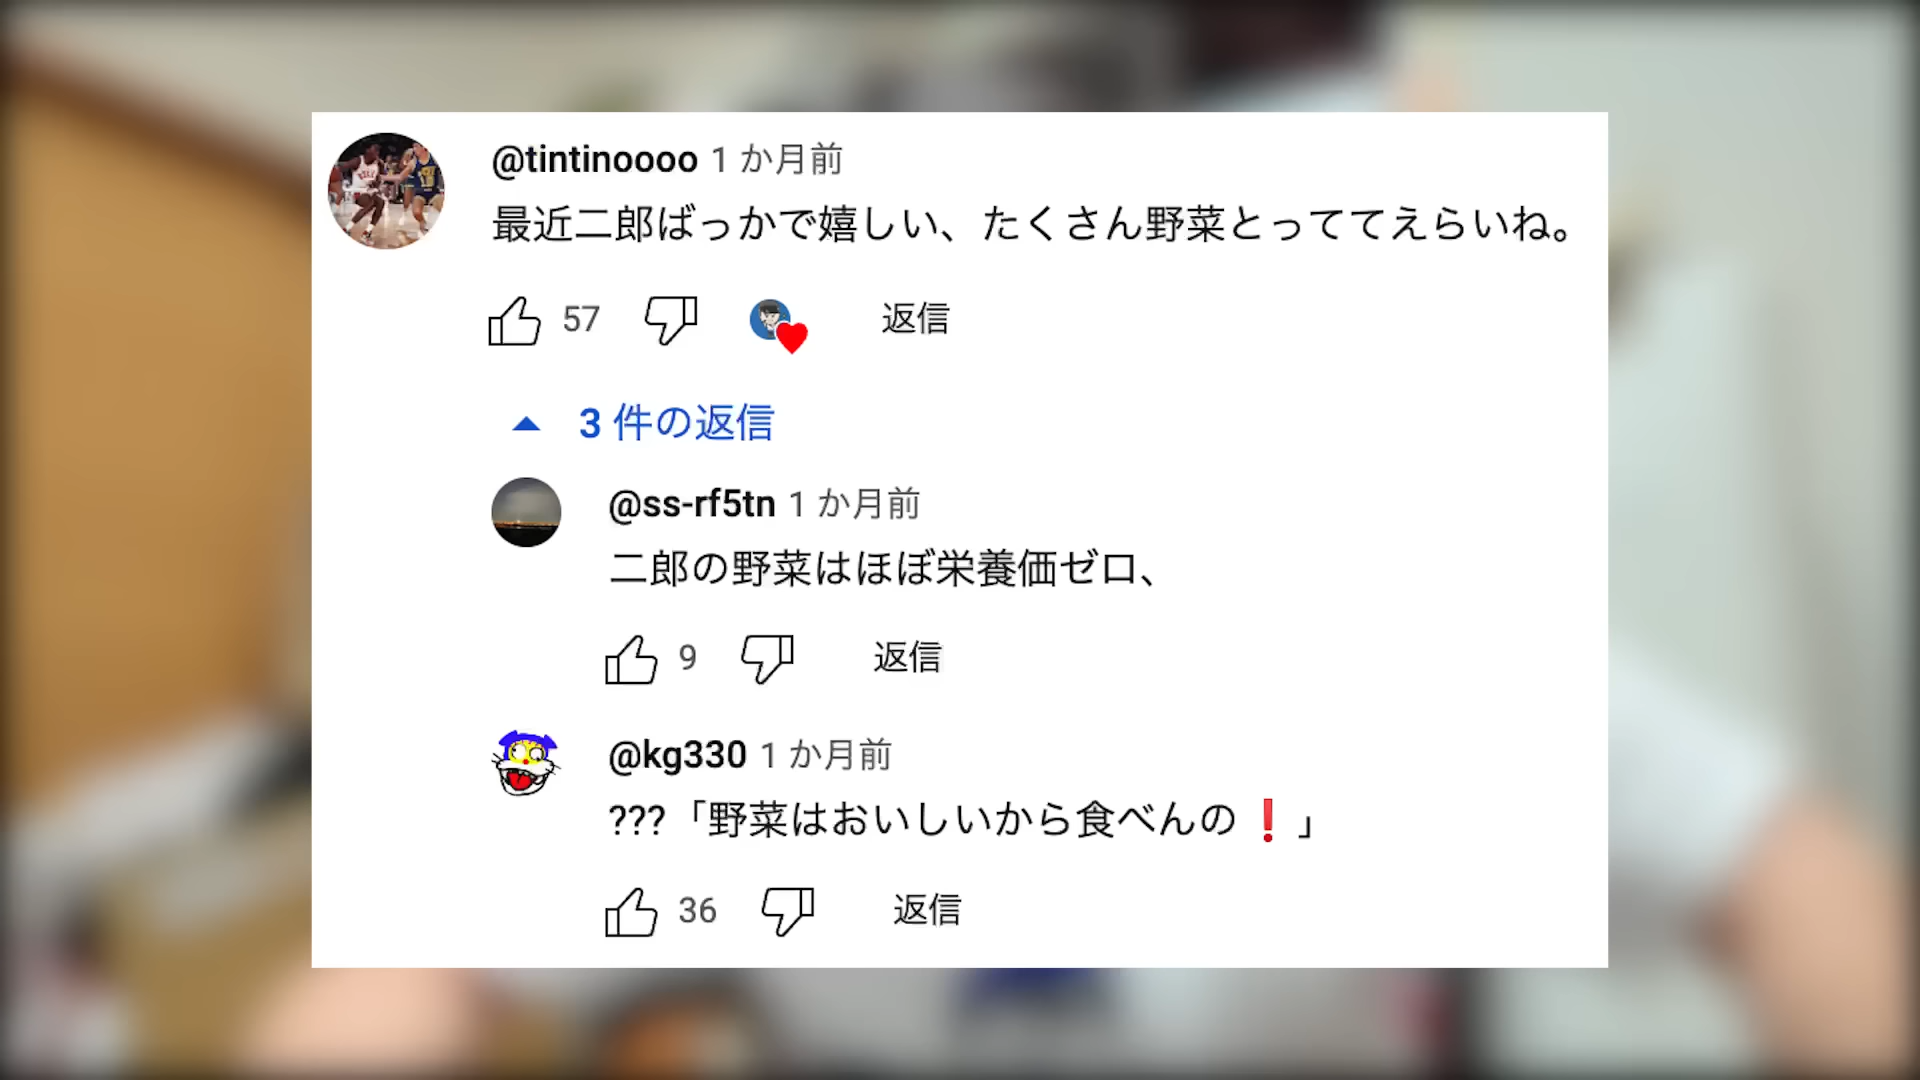 @tintinoooo 1 か月前
最近二郎ばっかで嬉しい、たくさん野菜とっててえらいね。
57 返信
3 件の返信
@ss-rf5tn 1 か月前
二郎の野菜はほぼ栄養価ゼロ、
9 返信
@kg330 1 か月前
???「野菜はおいしいから食べんの❗」
36 返信